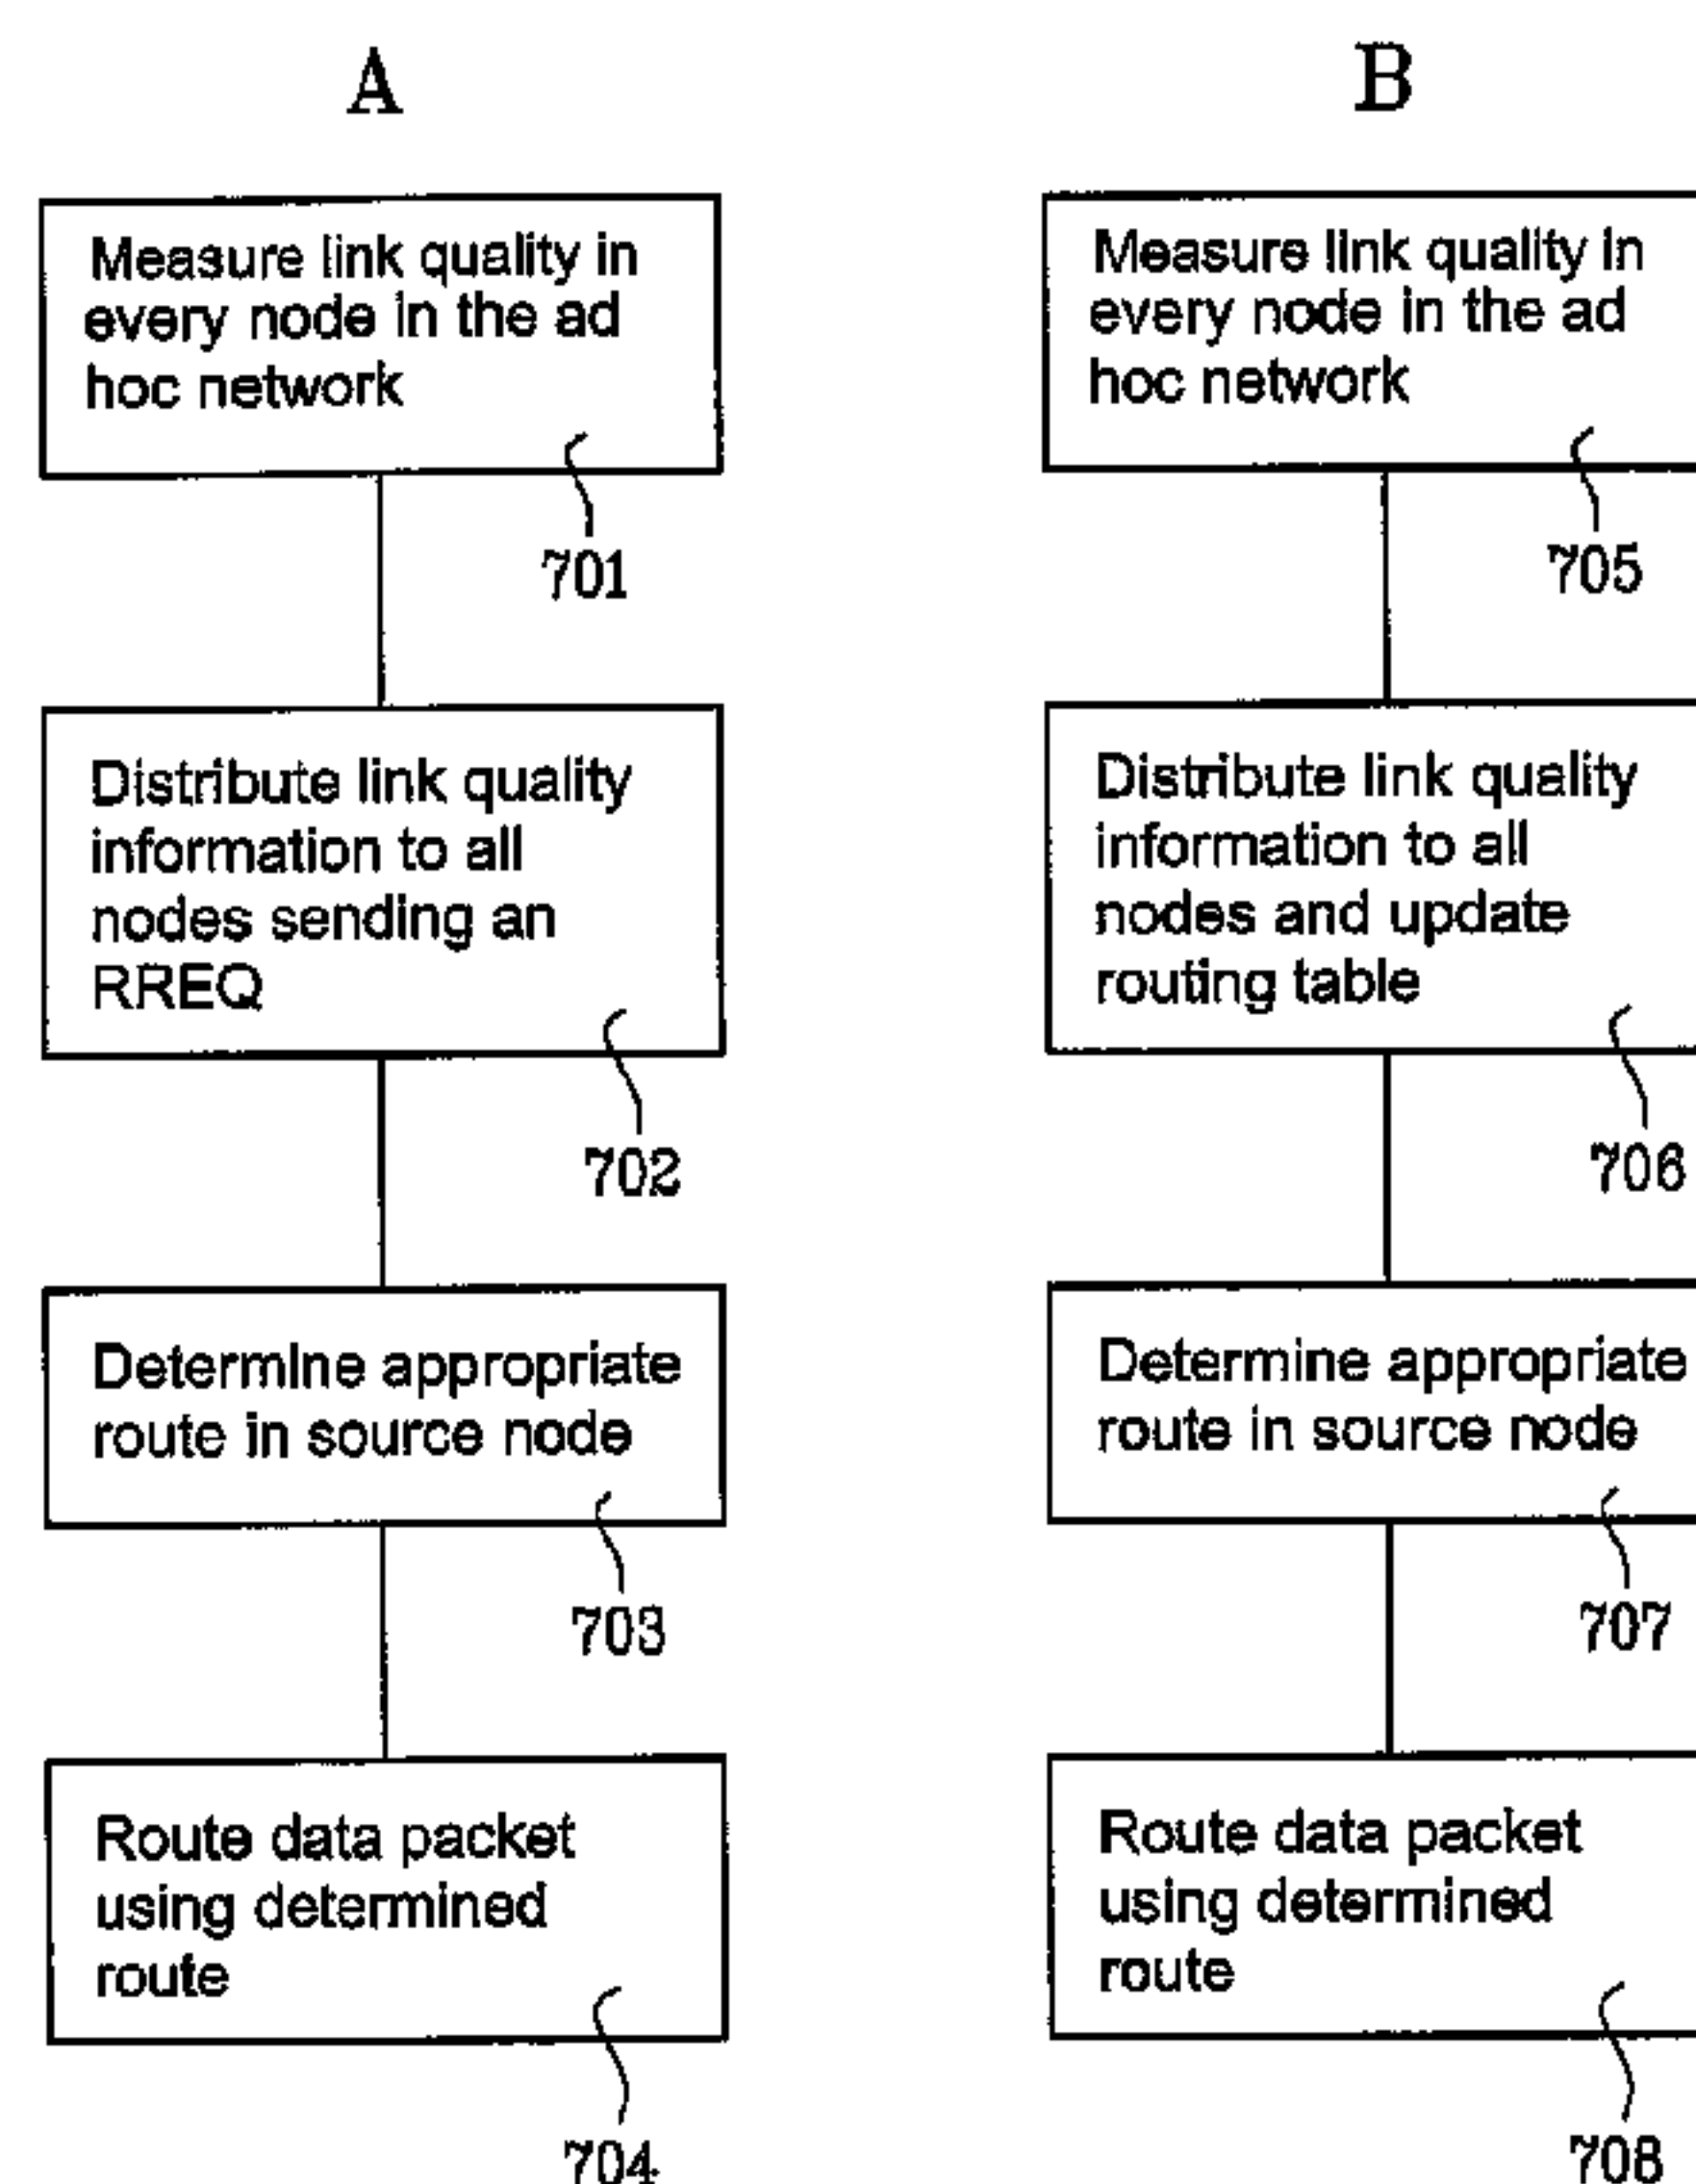 A
Measure link quality in
every node in the ad
hoc network
701
Distribute link quality
information to all
nodes sending an
RREQ
702
Determine appropriate
route in source node
703
Route data packet
using determined
route
704
B
Measure link quality in
every node in the ad
hoc network
705
Distribute link quality
information to all
nodes and update
routing table
706
Determine appropriate
route in source node
707
Route data packet
using determined
route
708